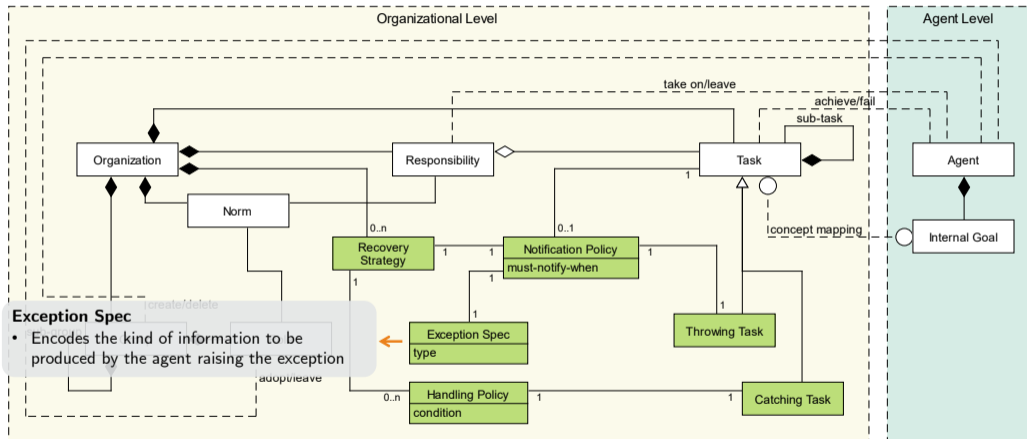 Organizational Level
Agent Level
take on/leave
achieve/fail
sub-task
Organization
Responsibility
Task
Agent
1
Norm
0..n
0..1
concept mapping
Internal Goal
Recovery
Strategy
1
1
Notification Policy
must-notify-when
1
1
1
create/delete
1
1
Exception Spec
• Encodes the kind of information to be
produced by the agent raising the exception
Exception Spec
type
Throwing Task
adopt/leave
0..n
Handling Policy
condition
1
1
Catching Task